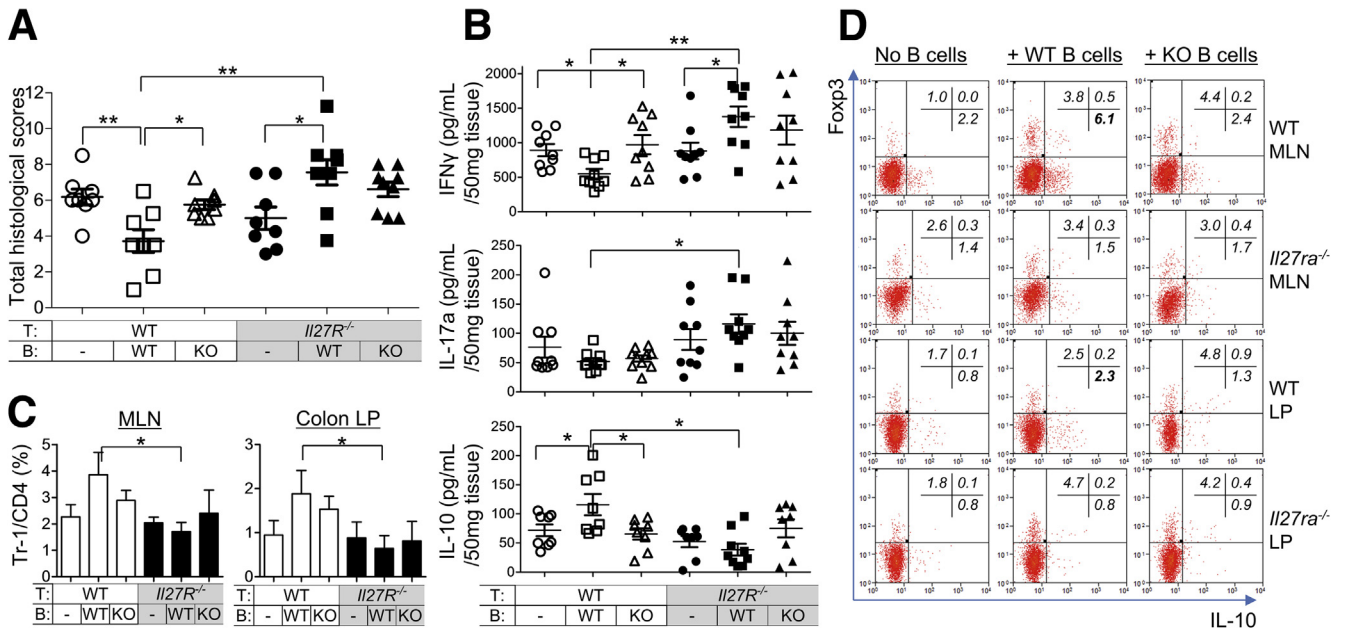 A
Total histological scores
12
10
8
6
4
2
0
** * ** *
T: WT Il27R-/-
B: - WT KO - WT KO
B
IFNγ (pg/mL)
/50mg tissue)
2000
1500
1000
500
0
* * ** *
IL-17a (pg/mL
/50mg tissue)
250
200
150
100
50
0
*
IL-10 (pg/mL
/50mg tissue)
250
200
150
100
50
0
* * *
T: WT Il27R-/-
B: - WT KO - WT KO
C
Tr-1/CD4 (%)
MLN
5
4
3
2
1
0
*
Colon LP
3
2
1
0
*
T: WT Il27R-/-
B: - WT KO - WT KO
T: WT Il27R-/-
B: - WT KO - WT KO
D
No B cells + WT B cells + KO B cells
Foxp3
1.0 0.0
2.2
3.8 0.5
6.1
4.4 0.2
2.4
WT
MLN
2.6 0.3
1.4
3.4 0.3
1.5
3.0 0.4
1.7
Il27ra-/-
MLN
1.7 0.1
0.8
2.5 0.2
2.3
4.8 0.9
1.3
WT
LP
1.8 0.1
0.8
4.7 0.2
0.8
4.2 0.4
0.9
Il27ra-/-
LP
IL-10